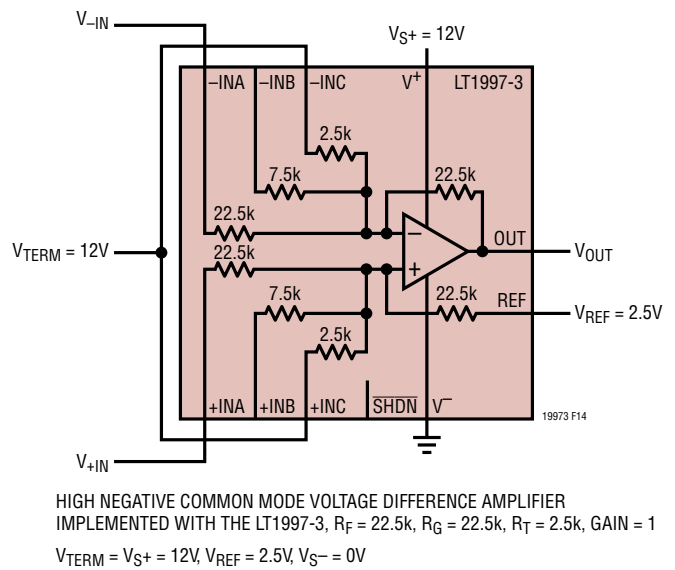 V–IN
VS+ = 12V
–INA –INB –INC V+ LT1997-3
2.5k
7.5k 22.5k
22.5k
–
VTERM = 12V
OUT
VOUT
22.5k
+
7.5k 22.5k
REF
VREF = 2.5V
2.5k
+INA +INB +INC SHDN V–
19973 F14
V+IN
HIGH NEGATIVE COMMON MODE VOLTAGE DIFFERENCE AMPLIFIER
IMPLEMENTED WITH THE LT1997-3, RF = 22.5k, RG = 22.5k, RT = 2.5k, GAIN = 1
VTERM = VS+ = 12V, VREF = 2.5V, VS– = 0V